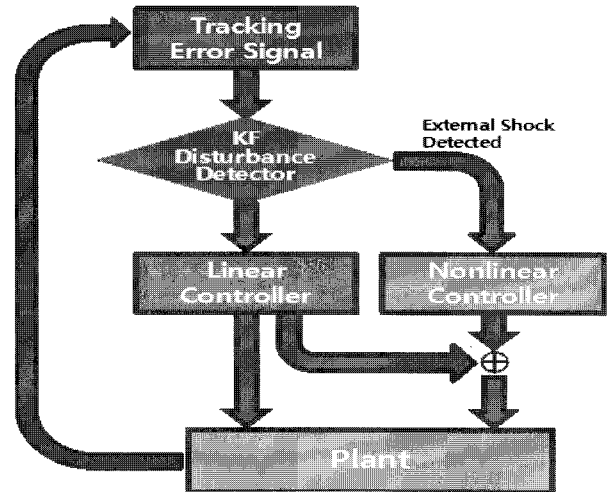 Tracking
Error Signal
KF
Disturbance
Detector
External Shock
Detected
Linear
Controller
Nonlinear
Controller
Plant